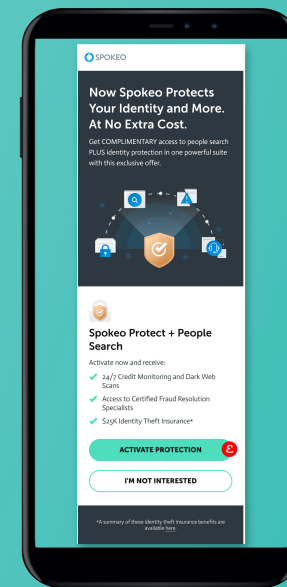 SPOKEO
Now Spokeo Protects
Your Identity and More.
At No Extra Cost.
Get COMPLIMENTARY access to people search
PLUS identity protection in one powerful suite
with this exclusive offer.
Spokeo Protect + People
Search
Activate now and receive:
24/7 Credit Monitoring and Dark Web
Scans
Access to Certified Fraud Resolution
Specialists
$25K Identity Theft Insurance*
ACTIVATE PROTECTION
I'M NOT INTERESTED
*A summary of these identity theft insurance benefits are
available here.